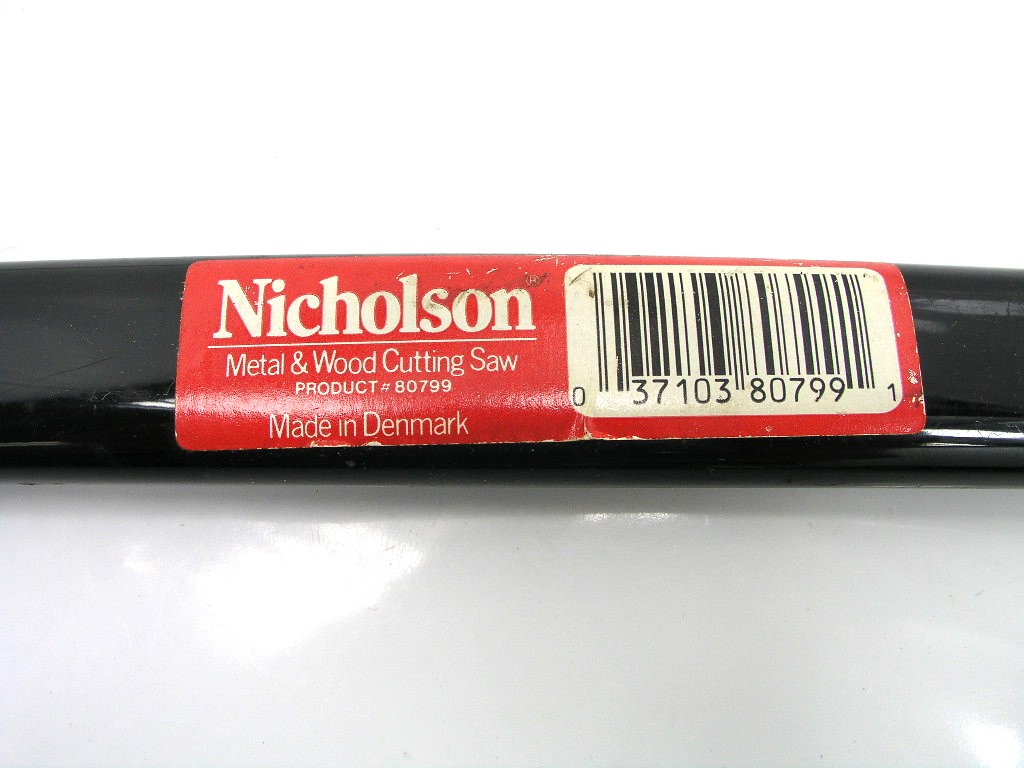 Nicholson®
Metal & Wood Cutting Saw
PRODUCT # 80799
Made in Denmark
0 37103 80799 1